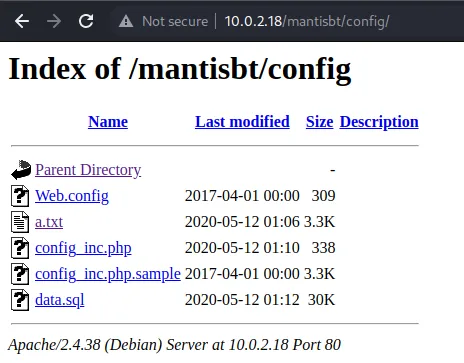 Not secure | 10.0.2.18/mantisbt/config/
Index of /mantisbt/config
Name Last modified Size Description
Parent Directory -
Web.config 2017-04-01 00:00 309
a.txt 2020-05-12 01:06 3.3K
config_inc.php 2020-05-12 01:10 338
config_inc.php.sample 2017-04-01 00:00 3.3K
data.sql 2020-05-12 01:12 30K
Apache/2.4.38 (Debian) Server at 10.0.2.18 Port 80